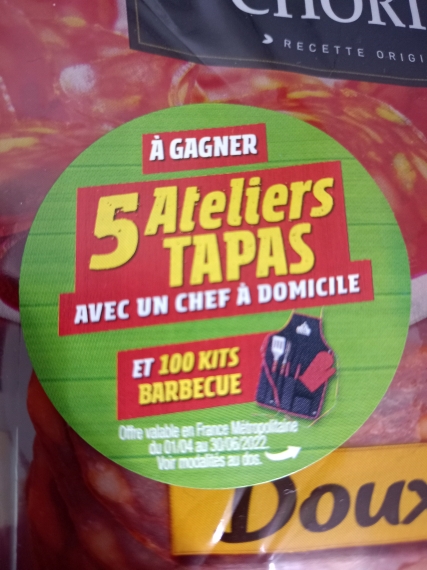 RECETTE
À GAGNER
5 Ateliers
TAPAS
AVEC UN CHEF À DOMICILE
ET 100 KITS
BARBECUE
Offre valable en France Métropolitaine
du 01/04 au 30/06/2022.
Voir modalités au dos.
Doux